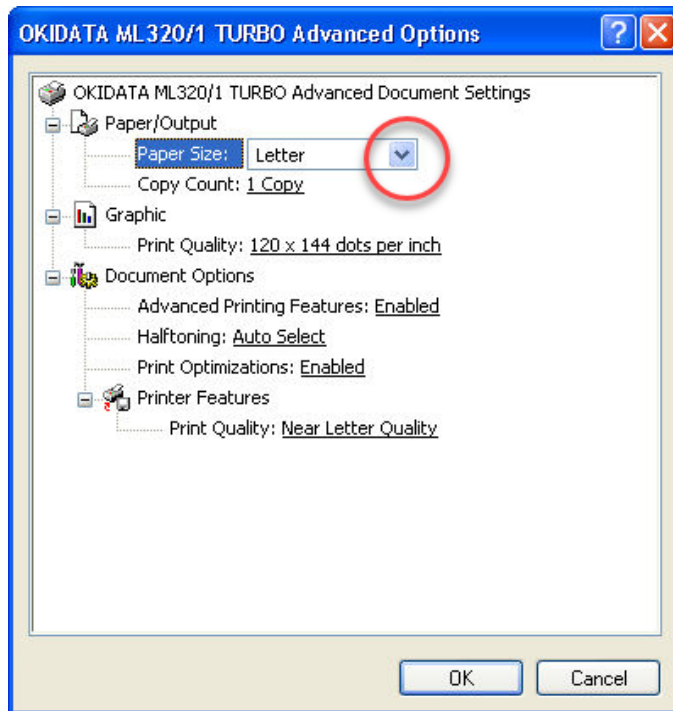 OKIDATA ML320/1 TURBO Advanced Options
OKIDATA ML320/1 TURBO Advanced Document Settings
Paper/Output
Paper Size: Letter
Copy Count: 1 Copy
Graphic
Print Quality: 120 x 144 dots per inch
Document Options
Advanced Printing Features: Enabled
Halftoning: Auto Select
Print Optimizations: Enabled
Printer Features
Print Quality: Near Letter Quality
OK Cancel